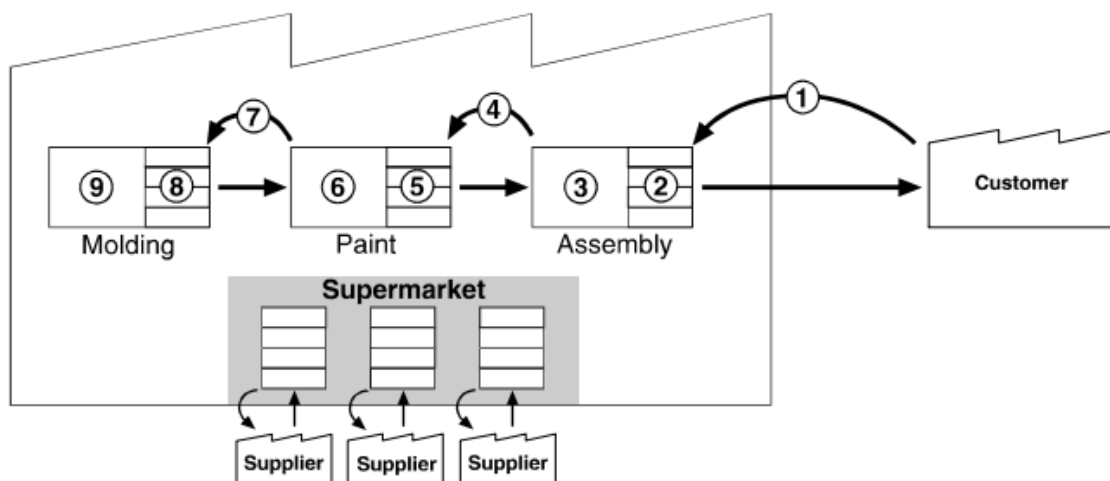 1
7
4
9
8
6
5
3
2
Customer
Molding
Paint
Assembly
Supermarket
Supplier
Supplier
Supplier